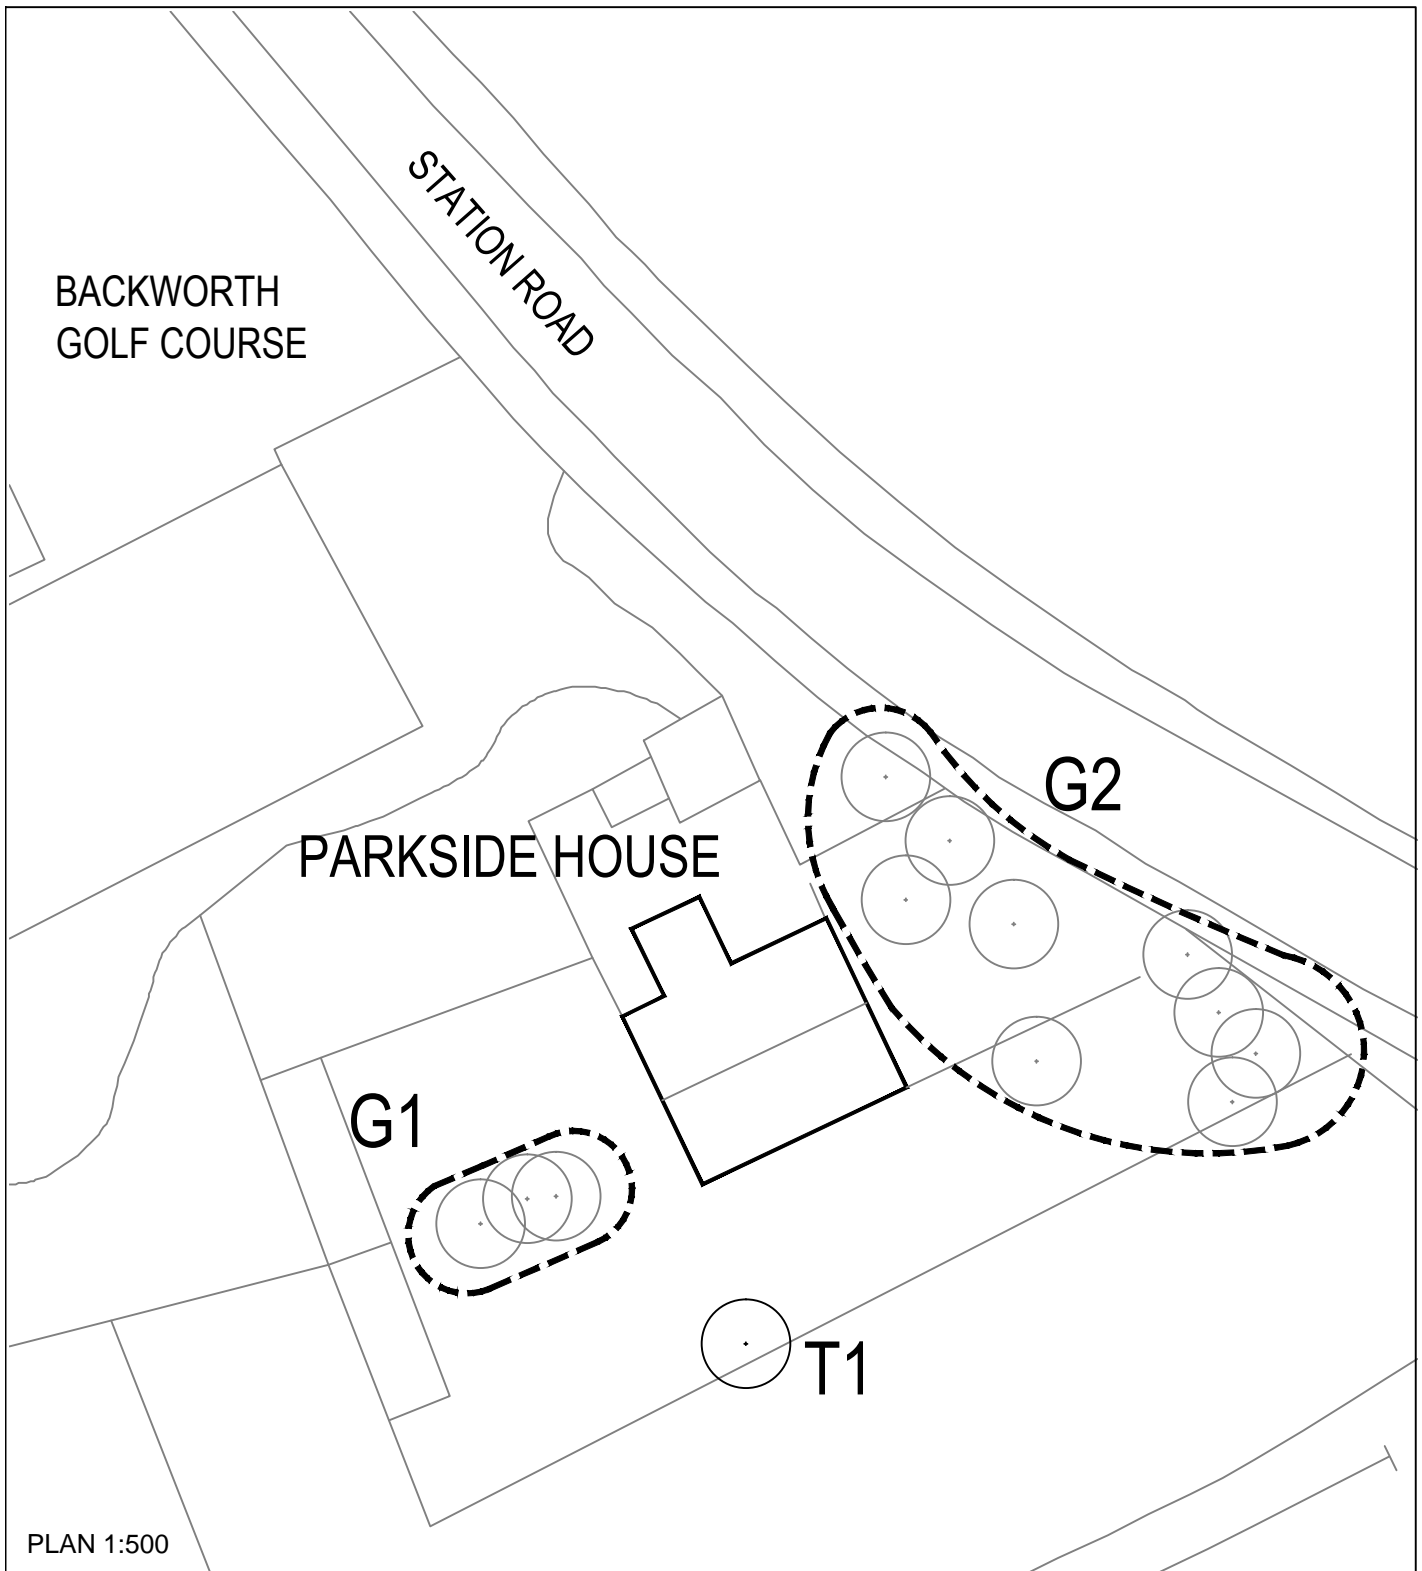 STATION ROAD
BACKWORTH
GOLF COURSE
G2
PARKSIDE HOUSE
G1
T1
PLAN 1:500